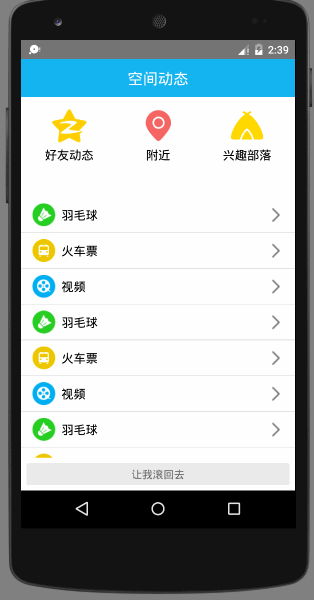 2:39
空间动态
好友动态 附近 兴趣部落
羽毛球
火车票
视频
羽毛球
火车票
视频
羽毛球
让我滚回去